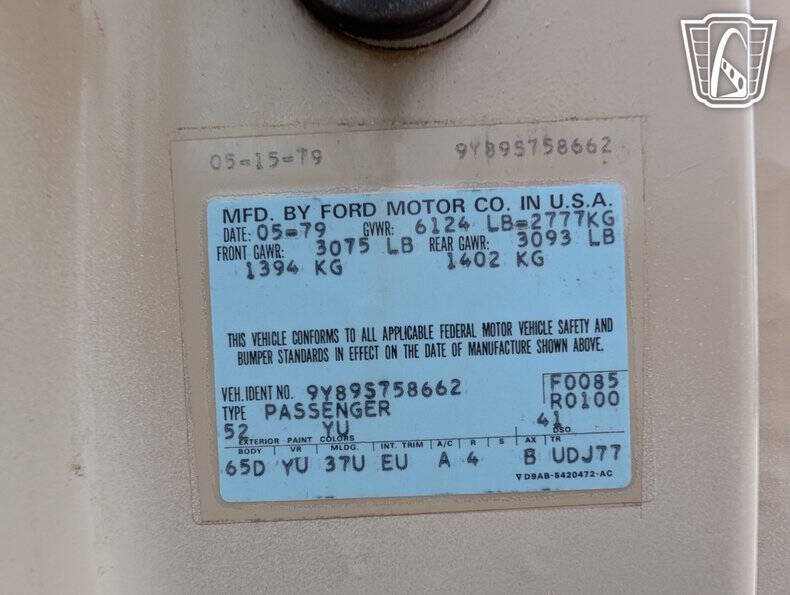 05-15-79 9Y89S758662
MFD. BY FORD MOTOR CO. IN U.S.A.
DATE: 05-79 GVWR: 6124 LB=2777KG
FRONT GAWR: 3075 LB REAR GAWR: 3093 LB
1394 KG 1402 KG
THIS VEHICLE CONFORMS TO ALL APPLICABLE FEDERAL MOTOR VEHICLE SAFETY AND
BUMPER STANDARDS IN EFFECT ON THE DATE OF MANUFACTURE SHOWN ABOVE.
VEH. IDENT NO. 9Y89S758662 F0085
TYPE PASSENGER R0100
52 YU 41
EXTERIOR PAINT COLORS DSO
BODY VR MLDG. INT. TRIM A/C R S AX TR
65D YU 37U EU A 4 B UDJ77
D9AB-5420472-AC